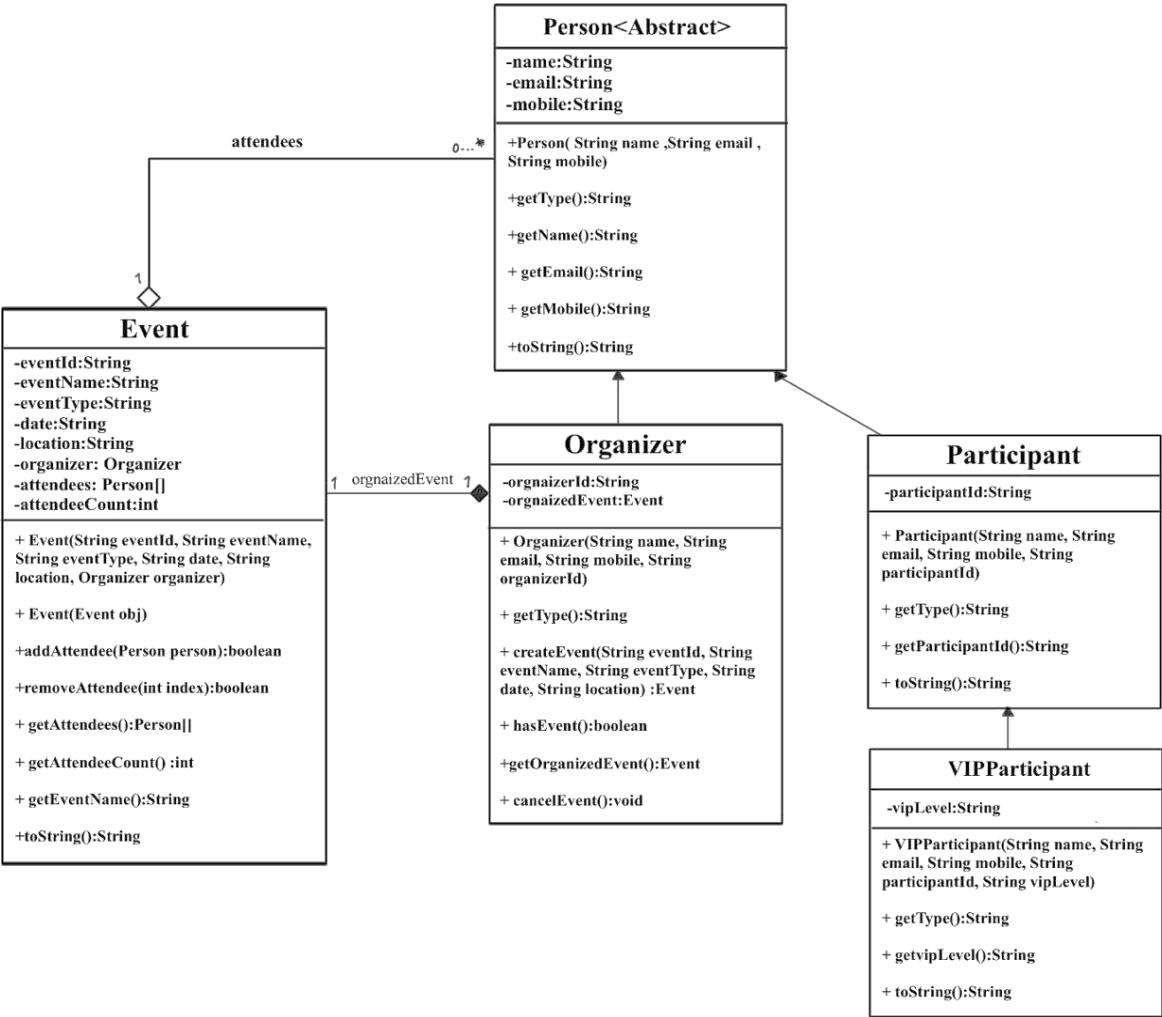 Person<Abstract>
-name:String
-email:String
-mobile:String
+Person( String name ,String email ,
String mobile)
+getType():String
+getName():String
+ getEmail():String
+ getMobile():String
+toString():String
attendees
0...*
1
Event
-eventId:String
-eventName:String
-eventType:String
-date:String
-location:String
-organizer: Organizer
-attendees: Person[]
-attendeeCount:int
+ Event(String eventId, String eventName,
String eventType, String date, String
location, Organizer organizer)
+ Event(Event obj)
+addAttendee(Person person):boolean
+removeAttendee(int index):boolean
+ getAttendees():Person[]
+ getAttendeeCount() :int
+ getEventName():String
+toString():String
1 orgnaizedEvent 1
Organizer
-orgnaizerId:String
-orgnaizedEvent:Event
+ Organizer(String name, String
email, String mobile, String
organizerId)
+ getType():String
+ createEvent(String eventId, String
eventName, String eventType, String
date, String location) :Event
+ hasEvent():boolean
+getOrganizedEvent():Event
+ cancelEvent():void
Participant
-participantId:String
+ Participant(String name, String
email, String mobile, String
participantId)
+ getType():String
+ getParticipantId():String
+ toString():String
VIPParticipant
-vipLevel:String
+ VIPParticipant(String name, String
email, String mobile, String
participantId, String vipLevel)
+ getType():String
+ getvipLevel():String
+ toString():String